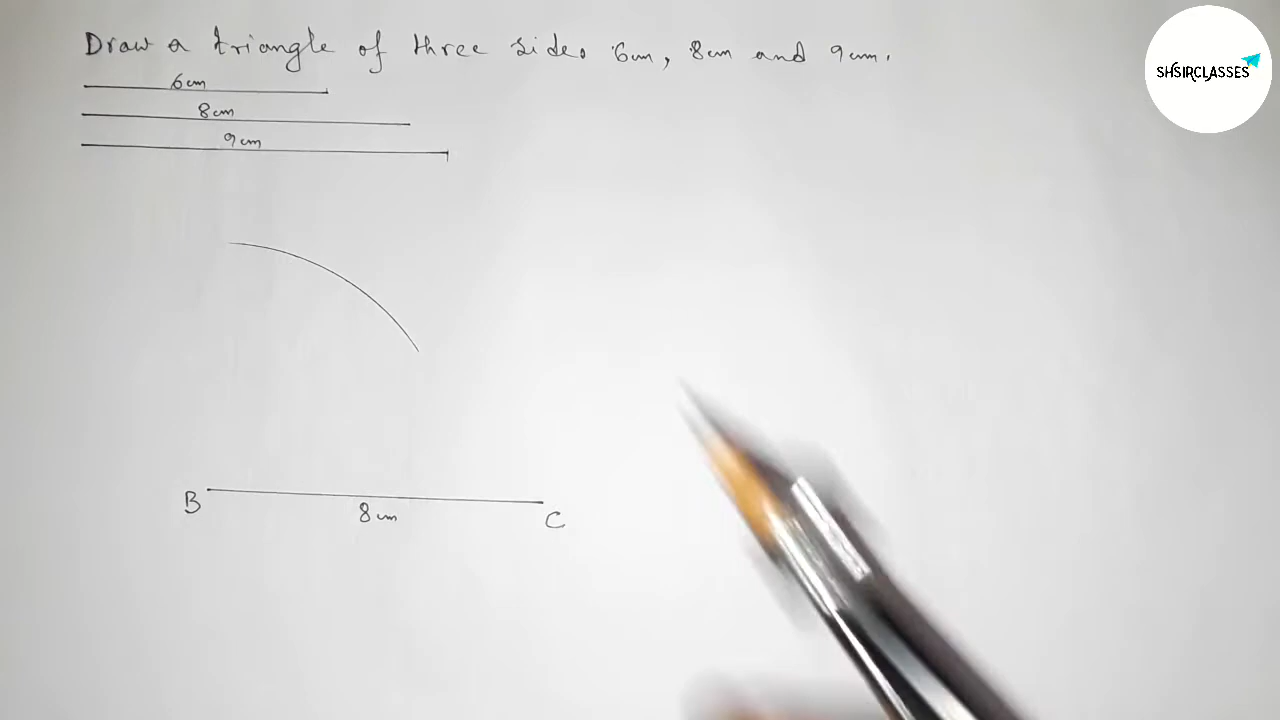 Draw a triangle of three sides 6cm, 8cm and 9cm.
6cm
8cm
9cm
B
8cm
C
SHSIRCLASSES